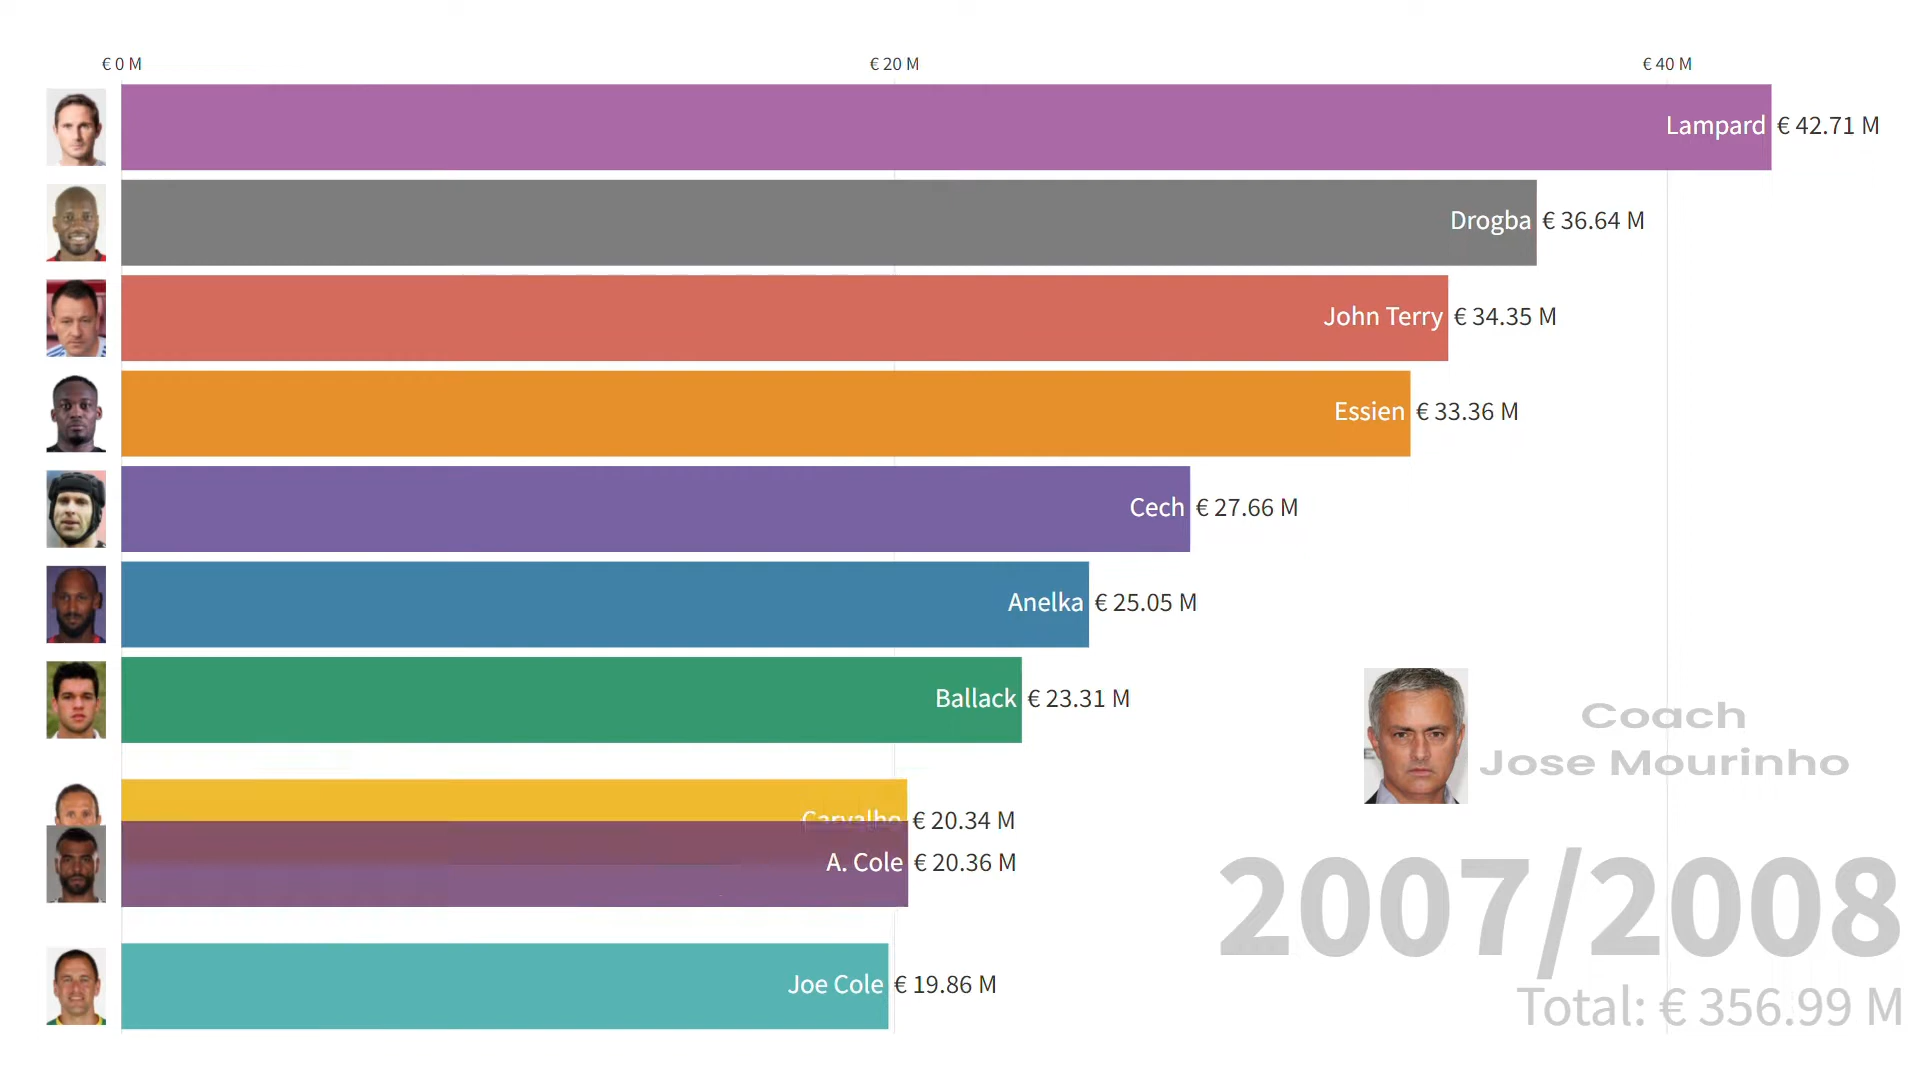 € 0 M € 20 M € 40 M
Lampard € 42.71 M
Drogba € 36.64 M
John Terry € 34.35 M
Essien € 33.36 M
Cech € 27.66 M
Anelka € 25.05 M
Ballack € 23.31 M
Coach
Jose Mourinho
Carvalho € 20.34 M
A. Cole € 20.36 M
2007/2008
Joe Cole € 19.86 M
Total: € 356.99 M